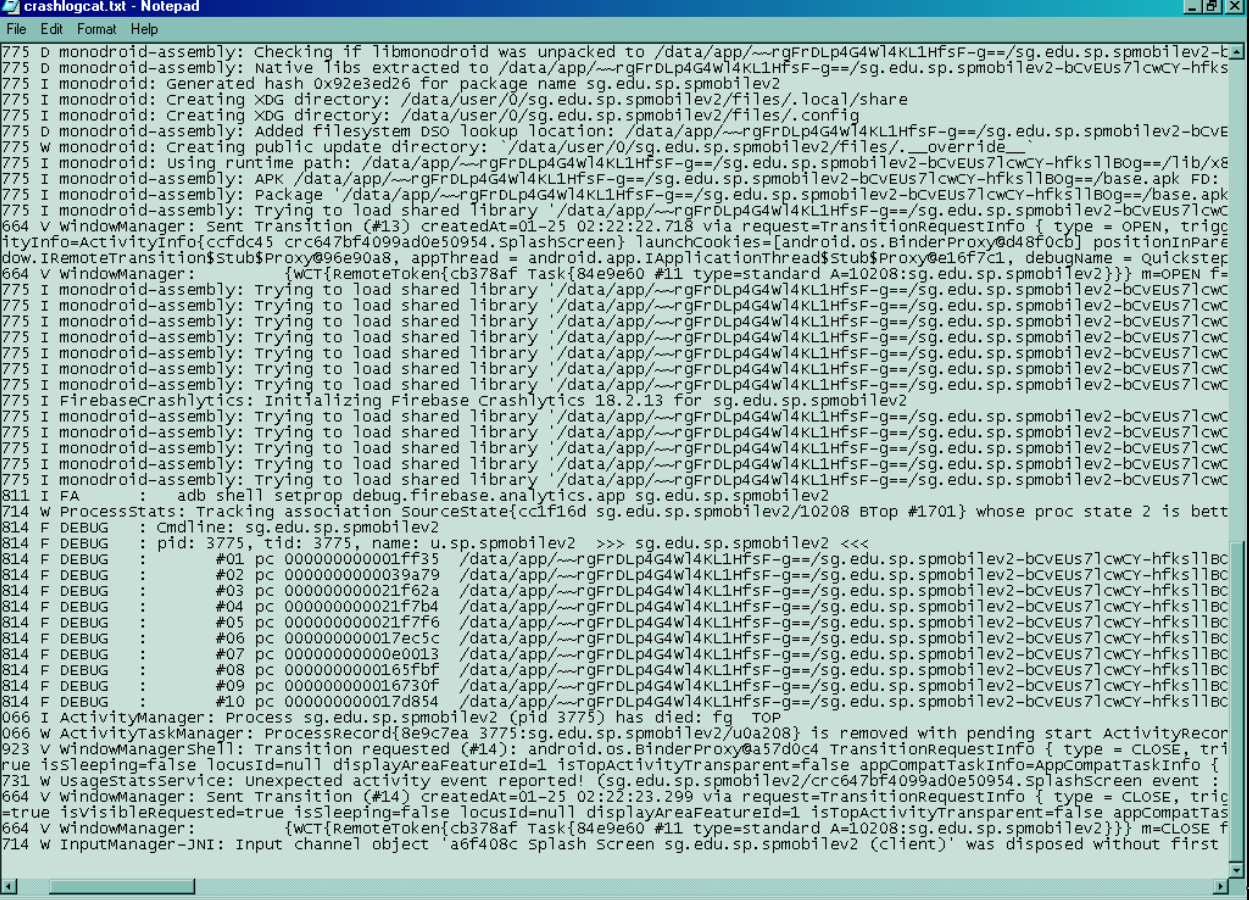 crashlogcat.txt - Notepad
File Edit Format Help
775 D monodroid-assembly: Checking if libmonodroid was unpacked to /data/app/~~rgFrDLp4G4Wl4KL1HfsF-g==/sg.edu.sp.spmobilev2-b
775 D monodroid-assembly: Native libs extracted to /data/app/~~rgFrDLp4G4Wl4KL1HfsF-g==/sg.edu.sp.spmobilev2-bCvEUs7lcwCY-hfks
775 I monodroid: Generated hash 0x92e3ed26 for package name sg.edu.sp.spmobilev2
775 I monodroid: Creating XDG directory: /data/user/0/sg.edu.sp.spmobilev2/files/.local/share
775 I monodroid: Creating XDG directory: /data/user/0/sg.edu.sp.spmobilev2/files/.config
775 D monodroid-assembly: Added filesystem DSO lookup location: /data/app/~~rgFrDLp4G4Wl4KL1HfsF-g==/sg.edu.sp.spmobilev2-bCvE
775 W monodroid: Creating public update directory: `/data/user/0/sg.edu.sp.spmobilev2/files/.__override__`
775 I monodroid: Using runtime path: /data/app/~~rgFrDLp4G4Wl4KL1HfsF-g==/sg.edu.sp.spmobilev2-bCvEUs7lcwCY-hfksllBOg==/lib/x8
775 I monodroid-assembly: APK /data/app/~~rgFrDLp4G4Wl4KL1HfsF-g==/sg.edu.sp.spmobilev2-bCvEUs7lcwCY-hfksllBOg==/base.apk FD:
775 I monodroid-assembly: Package '/data/app/~~rgFrDLp4G4Wl4KL1HfsF-g==/sg.edu.sp.spmobilev2-bCvEUs7lcwCY-hfksllBOg==/base.apk
775 I monodroid-assembly: Trying to load shared library '/data/app/~~rgFrDLp4G4Wl4KL1HfsF-g==/sg.edu.sp.spmobilev2-bCvEUs7lcwC
664 V WindowManager: Sent Transition (#13) createdAt=01-25 02:22:22.718 via request=TransitionRequestInfo { type = OPEN, trigg
ityInfo=ActivityInfo{ccfdc45 crc647bf4099ad0e50954.SplashScreen} launchCookies=[android.os.BinderProxy@d48f0cb] positionInPare
dow.IRemoteTransition$Stub$Proxy@96e90a8, appThread = android.app.IApplicationThread$Stub$Proxy@e16f7c1, debugName = Quickstep
664 V WindowManager: {WCT{RemoteToken{cb378af Task{84e9e60 #11 type=standard A=10208:sg.edu.sp.spmobilev2}}} m=OPEN f=
775 I monodroid-assembly: Trying to load shared library '/data/app/~~rgFrDLp4G4Wl4KL1HfsF-g==/sg.edu.sp.spmobilev2-bCvEUs7lcwC
775 I monodroid-assembly: Trying to load shared library '/data/app/~~rgFrDLp4G4Wl4KL1HfsF-g==/sg.edu.sp.spmobilev2-bCvEUs7lcwC
775 I monodroid-assembly: Trying to load shared library '/data/app/~~rgFrDLp4G4Wl4KL1HfsF-g==/sg.edu.sp.spmobilev2-bCvEUs7lcwC
775 I monodroid-assembly: Trying to load shared library '/data/app/~~rgFrDLp4G4Wl4KL1HfsF-g==/sg.edu.sp.spmobilev2-bCvEUs7lcwC
775 I monodroid-assembly: Trying to load shared library '/data/app/~~rgFrDLp4G4Wl4KL1HfsF-g==/sg.edu.sp.spmobilev2-bCvEUs7lcwC
775 I monodroid-assembly: Trying to load shared library '/data/app/~~rgFrDLp4G4Wl4KL1HfsF-g==/sg.edu.sp.spmobilev2-bCvEUs7lcwC
775 I monodroid-assembly: Trying to load shared library '/data/app/~~rgFrDLp4G4Wl4KL1HfsF-g==/sg.edu.sp.spmobilev2-bCvEUs7lcwC
775 I FirebaseCrashlytics: Initializing Firebase Crashlytics 18.2.13 for sg.edu.sp.spmobilev2
775 I monodroid-assembly: Trying to load shared library '/data/app/~~rgFrDLp4G4Wl4KL1HfsF-g==/sg.edu.sp.spmobilev2-bCvEUs7lcwC
775 I monodroid-assembly: Trying to load shared library '/data/app/~~rgFrDLp4G4Wl4KL1HfsF-g==/sg.edu.sp.spmobilev2-bCvEUs7lcwC
775 I monodroid-assembly: Trying to load shared library '/data/app/~~rgFrDLp4G4Wl4KL1HfsF-g==/sg.edu.sp.spmobilev2-bCvEUs7lcwC
775 I monodroid-assembly: Trying to load shared library '/data/app/~~rgFrDLp4G4Wl4KL1HfsF-g==/sg.edu.sp.spmobilev2-bCvEUs7lcwC
775 I monodroid-assembly: Trying to load shared library '/data/app/~~rgFrDLp4G4Wl4KL1HfsF-g==/sg.edu.sp.spmobilev2-bCvEUs7lcwC
811 I FA : adb shell setprop debug.firebase.analytics.app sg.edu.sp.spmobilev2
714 W ProcessStats: Tracking association SourceState{cc1f16d sg.edu.sp.spmobilev2/10208 BTop #1701} whose proc state 2 is bett
814 F DEBUG : Cmdline: sg.edu.sp.spmobilev2
814 F DEBUG : pid: 3775, tid: 3775, name: u.sp.spmobilev2 >>> sg.edu.sp.spmobilev2 <<<
814 F DEBUG : #01 pc 000000000001ff35 /data/app/~~rgFrDLp4G4Wl4KL1HfsF-g==/sg.edu.sp.spmobilev2-bCvEUs7lcwCY-hfksllBO
814 F DEBUG : #02 pc 0000000000039a79 /data/app/~~rgFrDLp4G4Wl4KL1HfsF-g==/sg.edu.sp.spmobilev2-bCvEUs7lcwCY-hfksllBO
814 F DEBUG : #03 pc 000000000021f62a /data/app/~~rgFrDLp4G4Wl4KL1HfsF-g==/sg.edu.sp.spmobilev2-bCvEUs7lcwCY-hfksllBO
814 F DEBUG : #04 pc 000000000021f7b4 /data/app/~~rgFrDLp4G4Wl4KL1HfsF-g==/sg.edu.sp.spmobilev2-bCvEUs7lcwCY-hfksllBO
814 F DEBUG : #05 pc 000000000021f7f6 /data/app/~~rgFrDLp4G4Wl4KL1HfsF-g==/sg.edu.sp.spmobilev2-bCvEUs7lcwCY-hfksllBO
814 F DEBUG : #06 pc 000000000017ec5c /data/app/~~rgFrDLp4G4Wl4KL1HfsF-g==/sg.edu.sp.spmobilev2-bCvEUs7lcwCY-hfksllBO
814 F DEBUG : #07 pc 00000000000e0013 /data/app/~~rgFrDLp4G4Wl4KL1HfsF-g==/sg.edu.sp.spmobilev2-bCvEUs7lcwCY-hfksllBO
814 F DEBUG : #08 pc 0000000000165fbf /data/app/~~rgFrDLp4G4Wl4KL1HfsF-g==/sg.edu.sp.spmobilev2-bCvEUs7lcwCY-hfksllBO
814 F DEBUG : #09 pc 000000000016730f /data/app/~~rgFrDLp4G4Wl4KL1HfsF-g==/sg.edu.sp.spmobilev2-bCvEUs7lcwCY-hfksllBO
814 F DEBUG : #10 pc 000000000017d854 /data/app/~~rgFrDLp4G4Wl4KL1HfsF-g==/sg.edu.sp.spmobilev2-bCvEUs7lcwCY-hfksllBO
066 I ActivityManager: Process sg.edu.sp.spmobilev2 (pid 3775) has died: fg TOP
066 W ActivityTaskManager: ProcessRecord{8e9c7ea 3775:sg.edu.sp.spmobilev2/u0a208} is removed with pending start ActivityRecor
923 V WindowManagerShell: Transition requested (#14): android.os.BinderProxy@a57d0c4 TransitionRequestInfo { type = CLOSE, tri
rue isSleeping=false locusId=null displayAreaFeatureId=1 isTopActivityTransparent=false appCompatTaskInfo=AppCompatTaskInfo {
731 W UsageStatsService: Unexpected activity event reported! (sg.edu.sp.spmobilev2/crc647bf4099ad0e50954.SplashScreen event :
664 V WindowManager: Sent Transition (#14) createdAt=01-25 02:22:23.299 via request=TransitionRequestInfo { type = CLOSE, trig
=true isVisibleRequested=true isSleeping=false locusId=null displayAreaFeatureId=1 isTopActivityTransparent=false appCompatTas
664 V WindowManager: {WCT{RemoteToken{cb378af Task{84e9e60 #11 type=standard A=10208:sg.edu.sp.spmobilev2}}} m=CLOSE f
714 W InputManager-JNI: Input channel object 'a6f408c Splash Screen sg.edu.sp.spmobilev2 (client)' was disposed without first